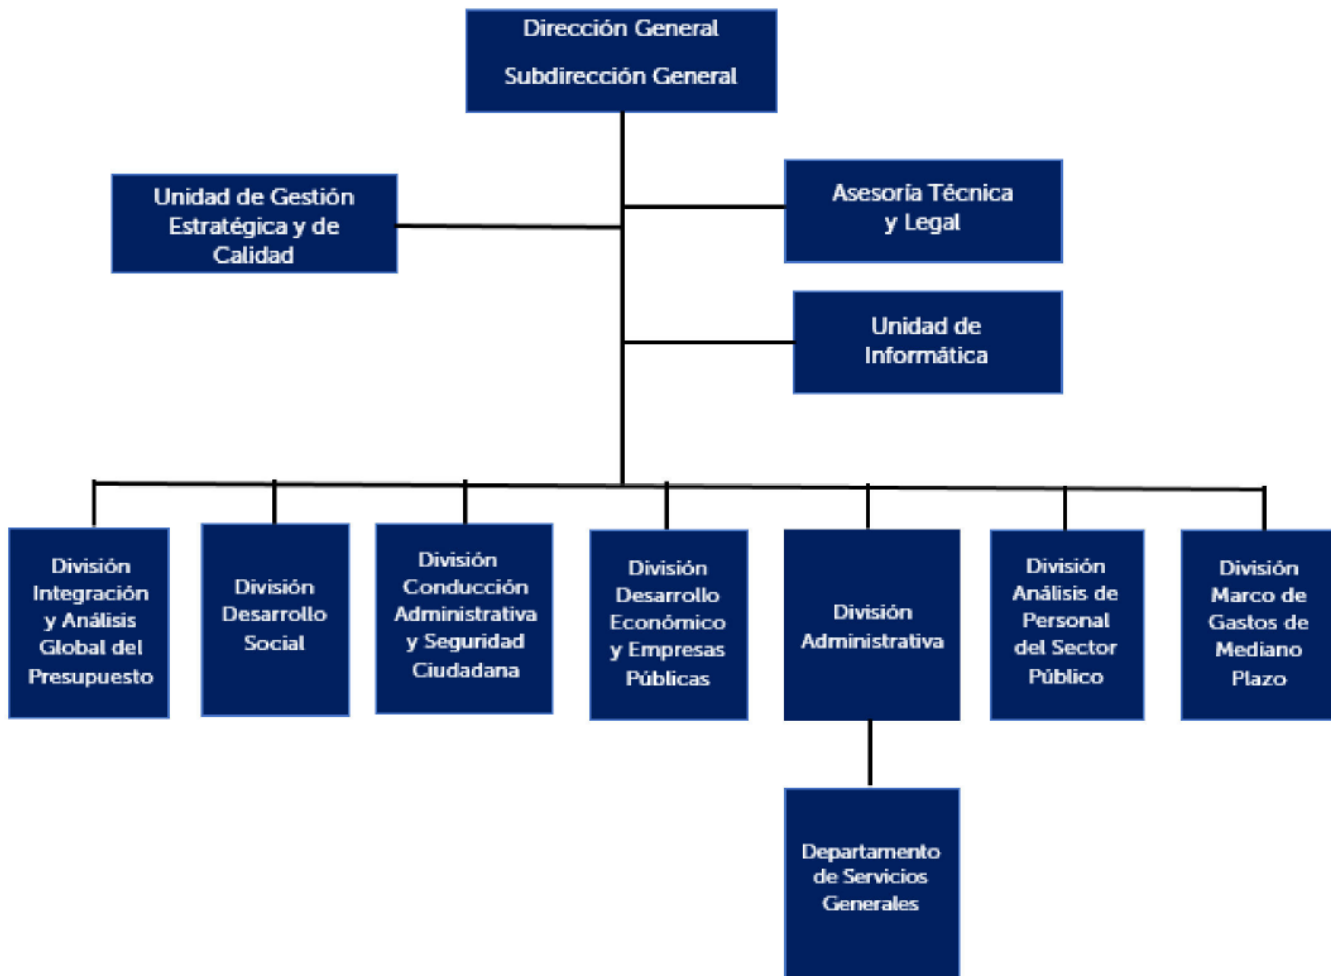 Dirección General
Subdirección General
Unidad de Gestión
Estratégica y de
Calidad
Asesoría Técnica
y Legal
Unidad de
Informática
División
Integración
y Análisis
Global del
Presupuesto
División
Desarrollo
Social
División
Conducción
Administrativa
y Seguridad
Ciudadana
División
Desarrollo
Económico
y Empresas
Públicas
División
Administrativa
División
Análisis de
Personal
del Sector
Público
División
Marco de
Gastos de
Mediano
Plazo
Departamento
de Servicios
Generales